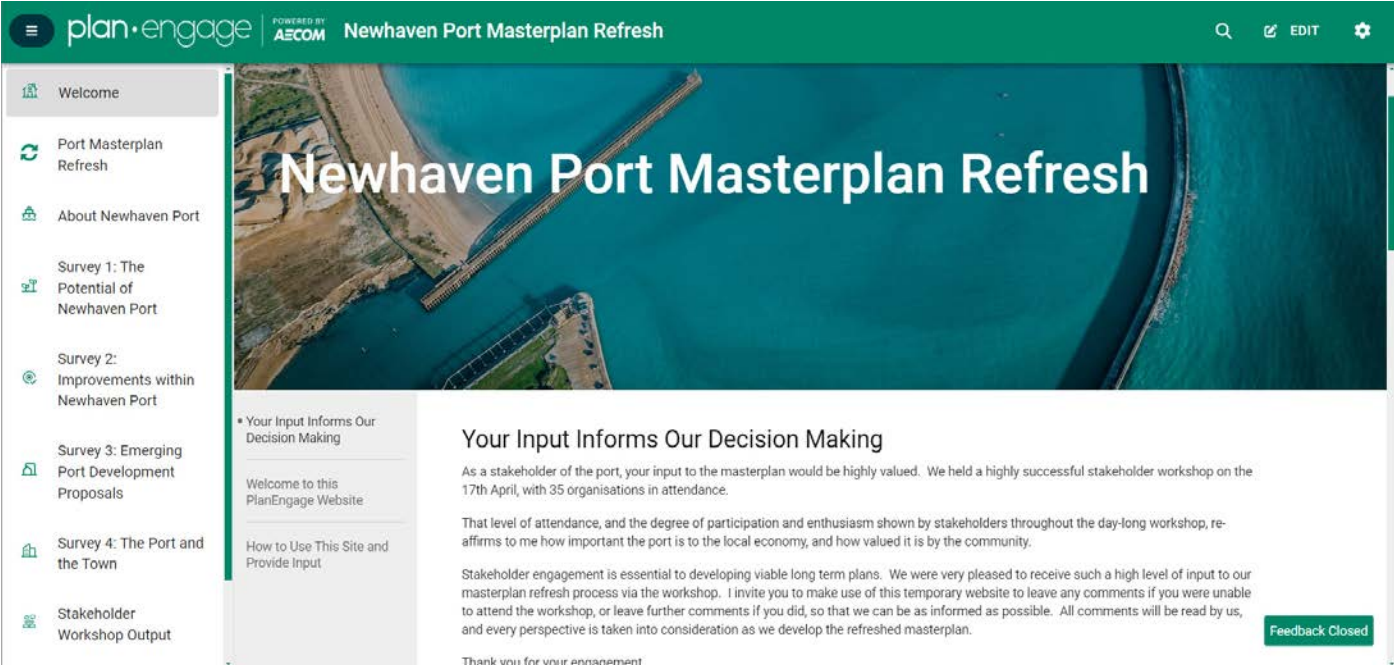 plan·engage
POWERED BY
AECOM
Newhaven Port Masterplan Refresh
EDIT
Welcome
Port Masterplan
Refresh
About Newhaven Port
Survey 1: The
Potential of
Newhaven Port
Survey 2:
Improvements within
Newhaven Port
Survey 3: Emerging
Port Development
Proposals
Survey 4: The Port and
the Town
Stakeholder
Workshop Output
Newhaven Port Masterplan Refresh
Your Input Informs Our
Decision Making
Welcome to this
PlanEngage Website
How to Use This Site and
Provide Input
Your Input Informs Our Decision Making
As a stakeholder of the port, your input to the masterplan would be highly valued.  We held a highly successful stakeholder workshop on the
17th April, with 35 organisations in attendance.
That level of attendance, and the degree of participation and enthusiasm shown by stakeholders throughout the day-long workshop, re-
affirms to me how important the port is to the local economy, and how valued it is by the community.
Stakeholder engagement is essential to developing viable long term plans.  We were very pleased to receive such a high level of input to our
masterplan refresh process via the workshop.  I invite you to make use of this temporary website to leave any comments if you were unable
to attend the workshop, or leave further comments if you did, so that we can be as informed as possible.  All comments will be read by us,
and every perspective is taken into consideration as we develop the refreshed masterplan.
Thank you for your engagement
Feedback Closed